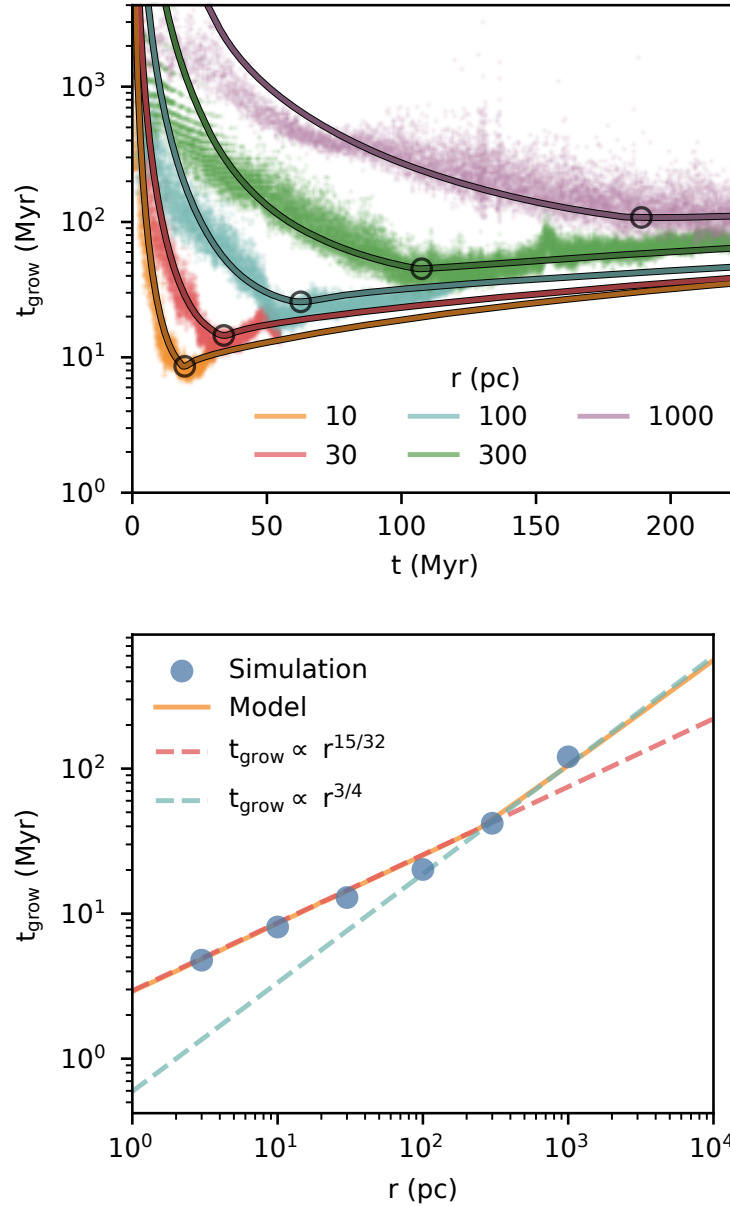 10³
10²
10¹
10⁰
t_grow (Myr)
r (pc)
10 100 1000
30 300
0 50 100 150 200
t (Myr)
Simulation
Model
t_grow ∝ r^15/32
t_grow ∝ r^3/4
10²
10¹
10⁰
t_grow (Myr)
10⁰ 10¹ 10² 10³ 10⁴
r (pc)